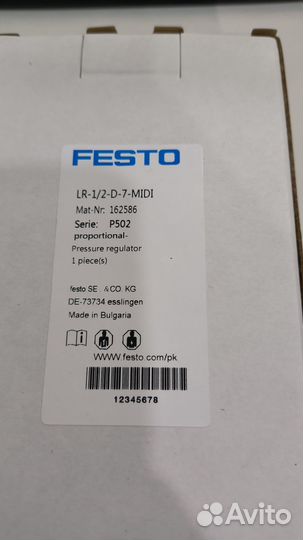 FESTO
LR-1/2-D-7-MIDI
Mat-Nr: 162586
Serie: P502
proportional-
Pressure regulator
1 piece(s)
festo SE . & CO. KG
DE-73734 esslingen
Made in Bulgaria
WWW.festo.com/pk
12345678
Avito